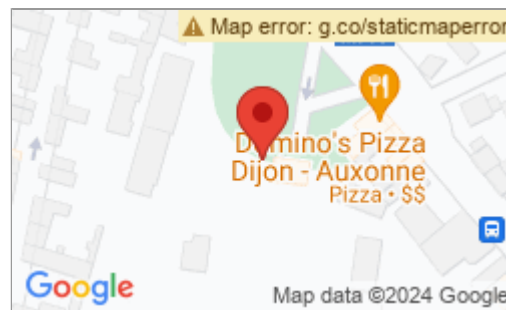 Map error: g.co/staticmaperror
Domino's Pizza
Dijon - Auxonne
Pizza • $$
Google
Map data ©2024 Google